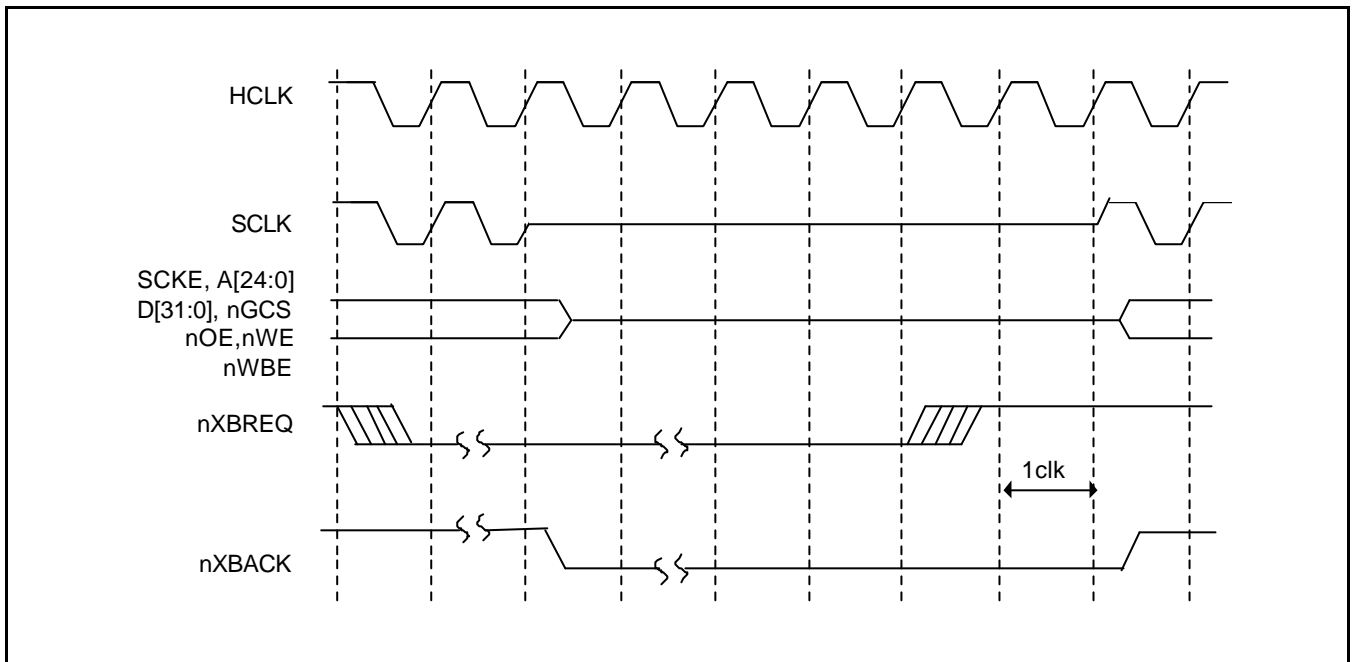 HCLK
SCLK
SCKE, A[24:0]
D[31:0], nGCS
nOE,nWE
nWBE
nXBREQ
1clk
nXBACK